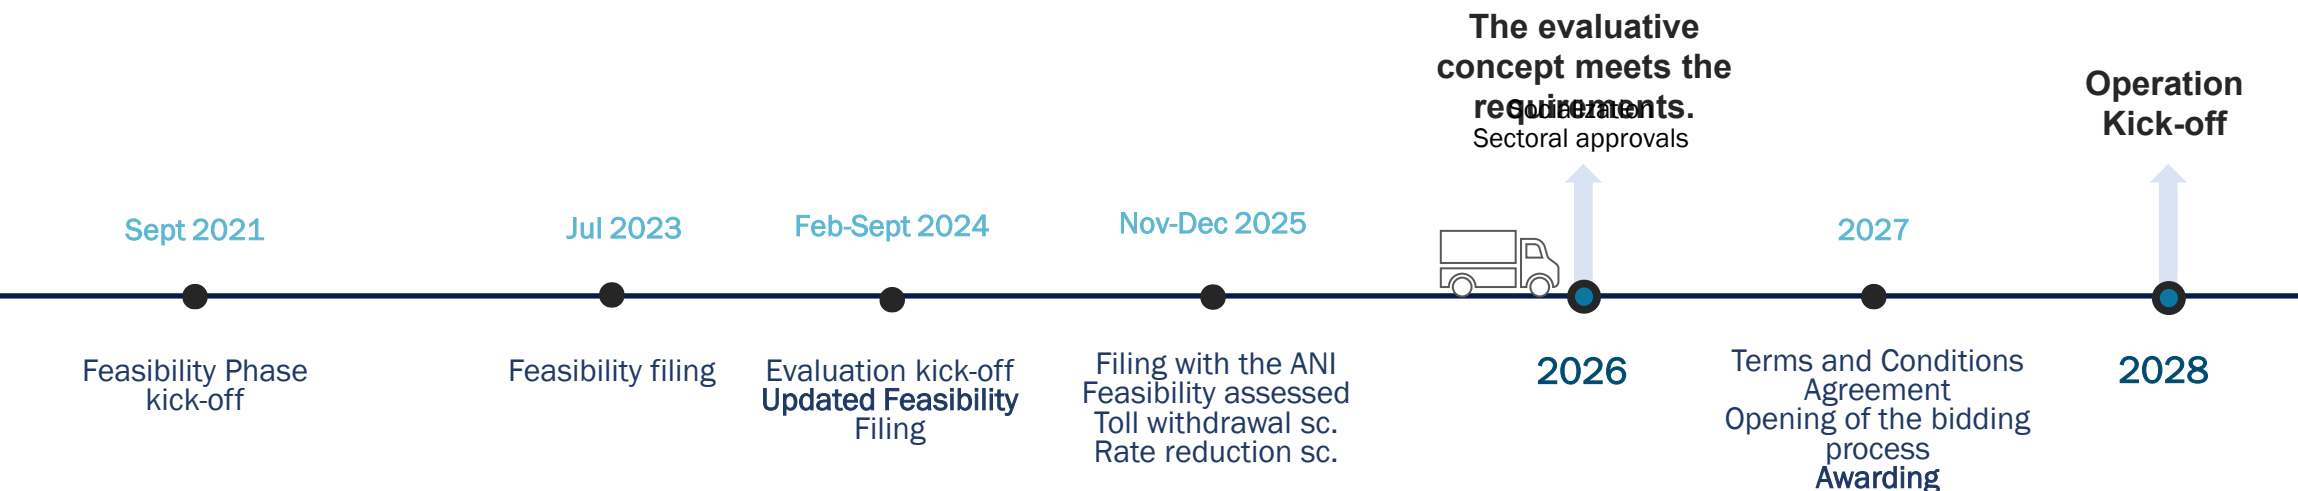 Sept 2021
Feasibility Phase
kick-off
Jul 2023
Feasibility filing
Feb-Sept 2024
Evaluation kick-off
Updated Feasibility
Filing
Nov-Dec 2025
Filing with the ANI
Feasibility assessed
Toll withdrawal sc.
Rate reduction sc.
The evaluative
concept meets the
requirements.
Socialization
Sectoral approvals
2026
2027
Terms and Conditions
Agreement
Opening of the bidding
process
Awarding
Operation
Kick-off
2028